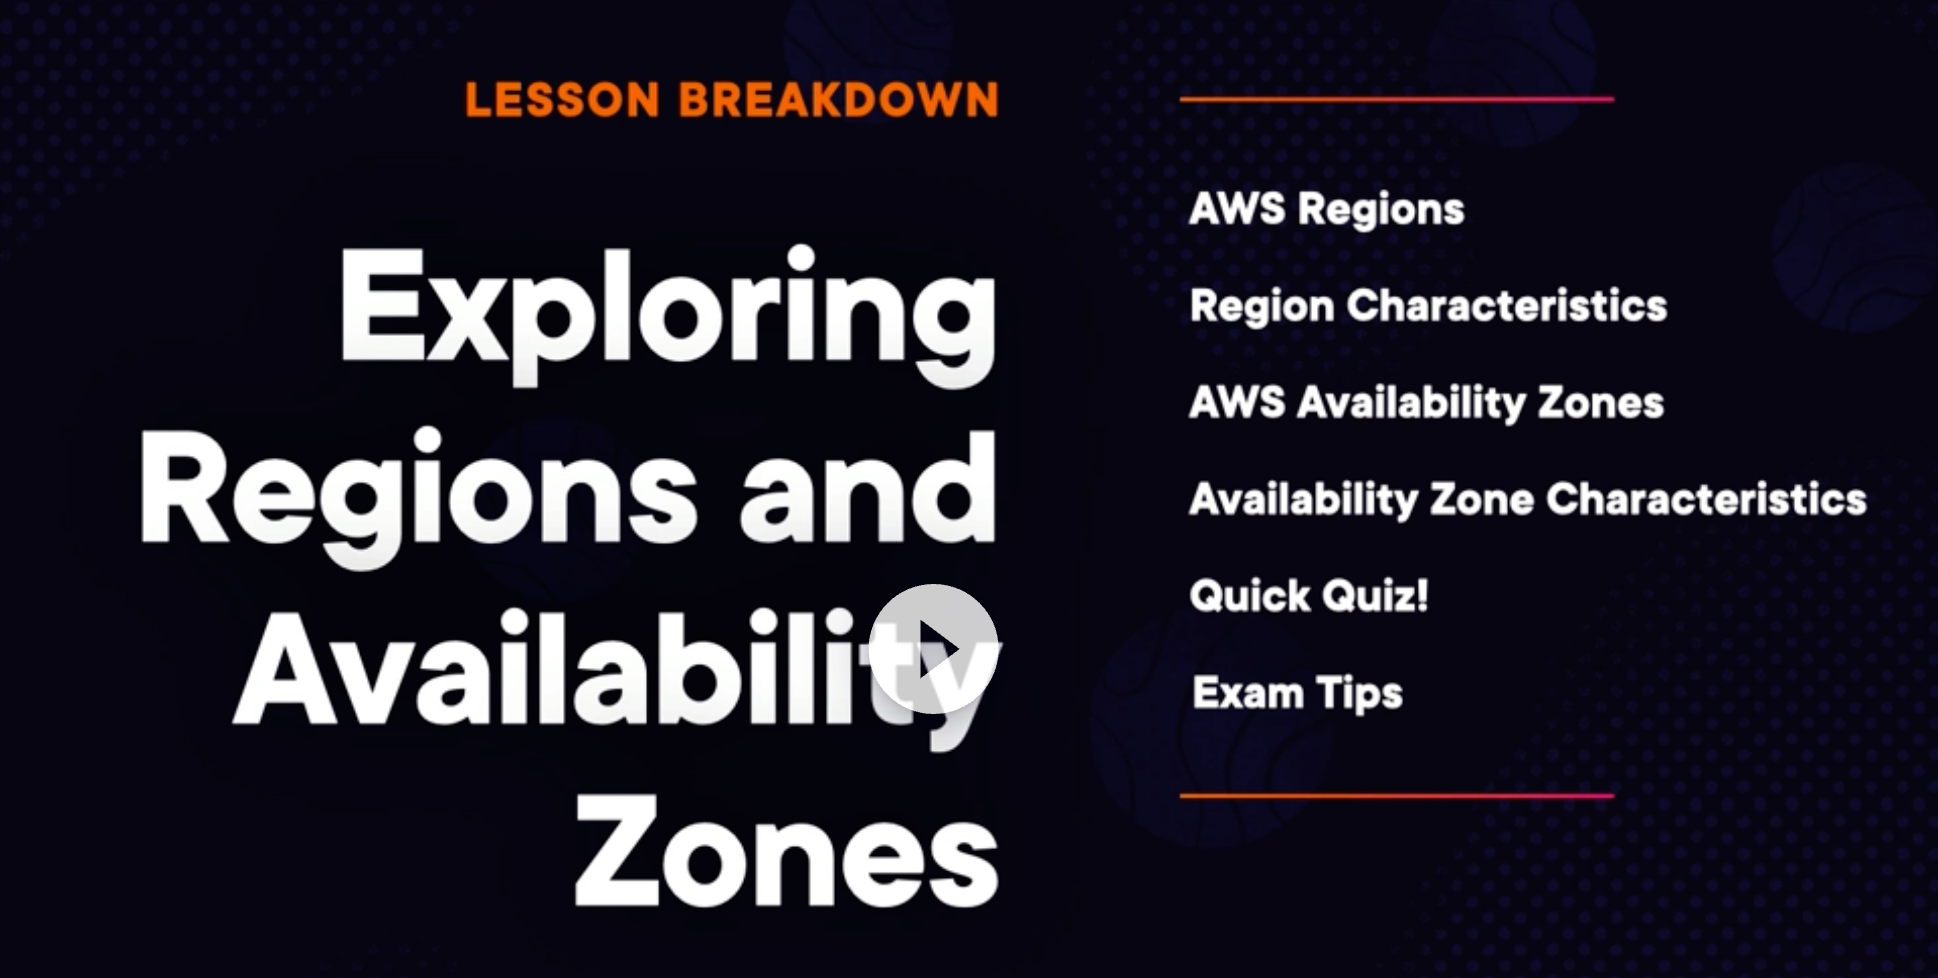 LESSON BREAKDOWN
Exploring
Regions and
Availability
Zones
AWS Regions
Region Characteristics
AWS Availability Zones
Availability Zone Characteristics
Quick Quiz!
Exam Tips